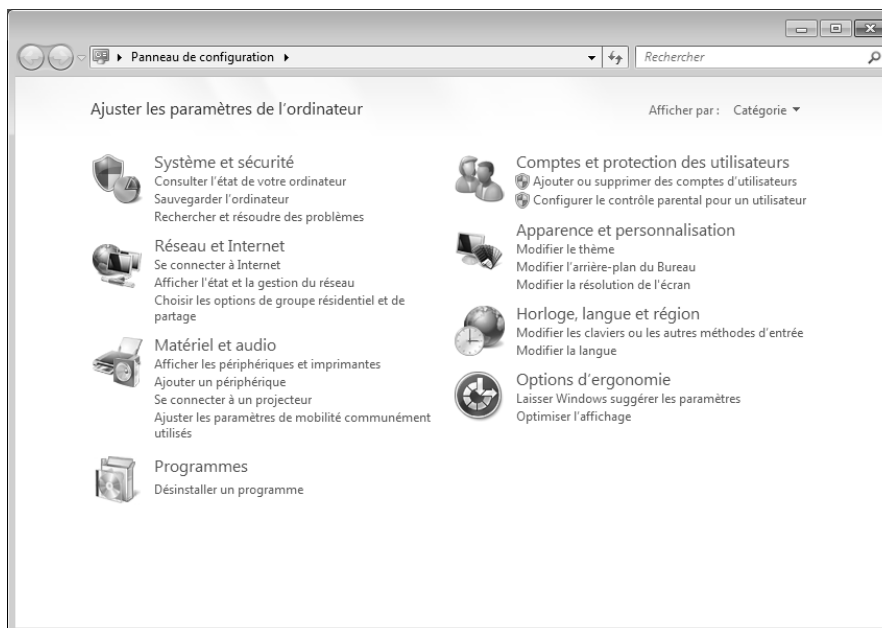 Panneau de configuration
Rechercher
Ajuster les paramètres de l'ordinateur
Afficher par : Catégorie
Système et sécurité
Consulter l'état de votre ordinateur
Sauvegarder l'ordinateur
Rechercher et résoudre des problèmes
Réseau et Internet
Se connecter à Internet
Afficher l'état et la gestion du réseau
Choisir les options de groupe résidentiel et de
partage
Matériel et audio
Afficher les périphériques et imprimantes
Ajouter un périphérique
Se connecter à un projecteur
Ajuster les paramètres de mobilité communément
utilisés
Programmes
Désinstaller un programme
Comptes et protection des utilisateurs
Ajouter ou supprimer des comptes d'utilisateurs
Configurer le contrôle parental pour un utilisateur
Apparence et personnalisation
Modifier le thème
Modifier l'arrière-plan du Bureau
Modifier la résolution de l'écran
Horloge, langue et région
Modifier les claviers ou les autres méthodes d'entrée
Modifier la langue
Options d'ergonomie
Laisser Windows suggérer les paramètres
Optimiser l'affichage